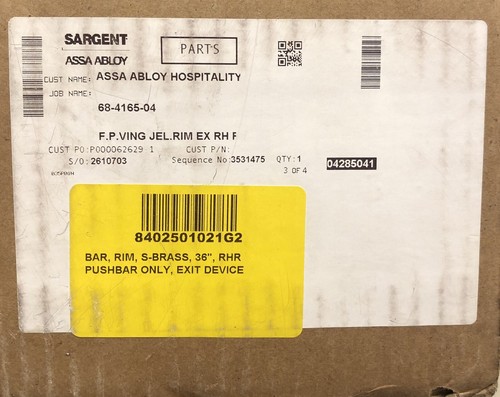 SARGENT
ASSA ABLOY
PARTS
CUST NAME: ASSA ABLOY HOSPITALITY
JOB NAME:
68-4165-04
F.P.VING JEL.RIM EX RH F
CUST PO:P000062629 1 CUST P/N:
S/O: 2610703 Sequence No:3531475 QTY:1 04285041
3 OF 4
8402501021G2
BAR, RIM, S-BRASS, 36", RHR
PUSHBAR ONLY, EXIT DEVICE